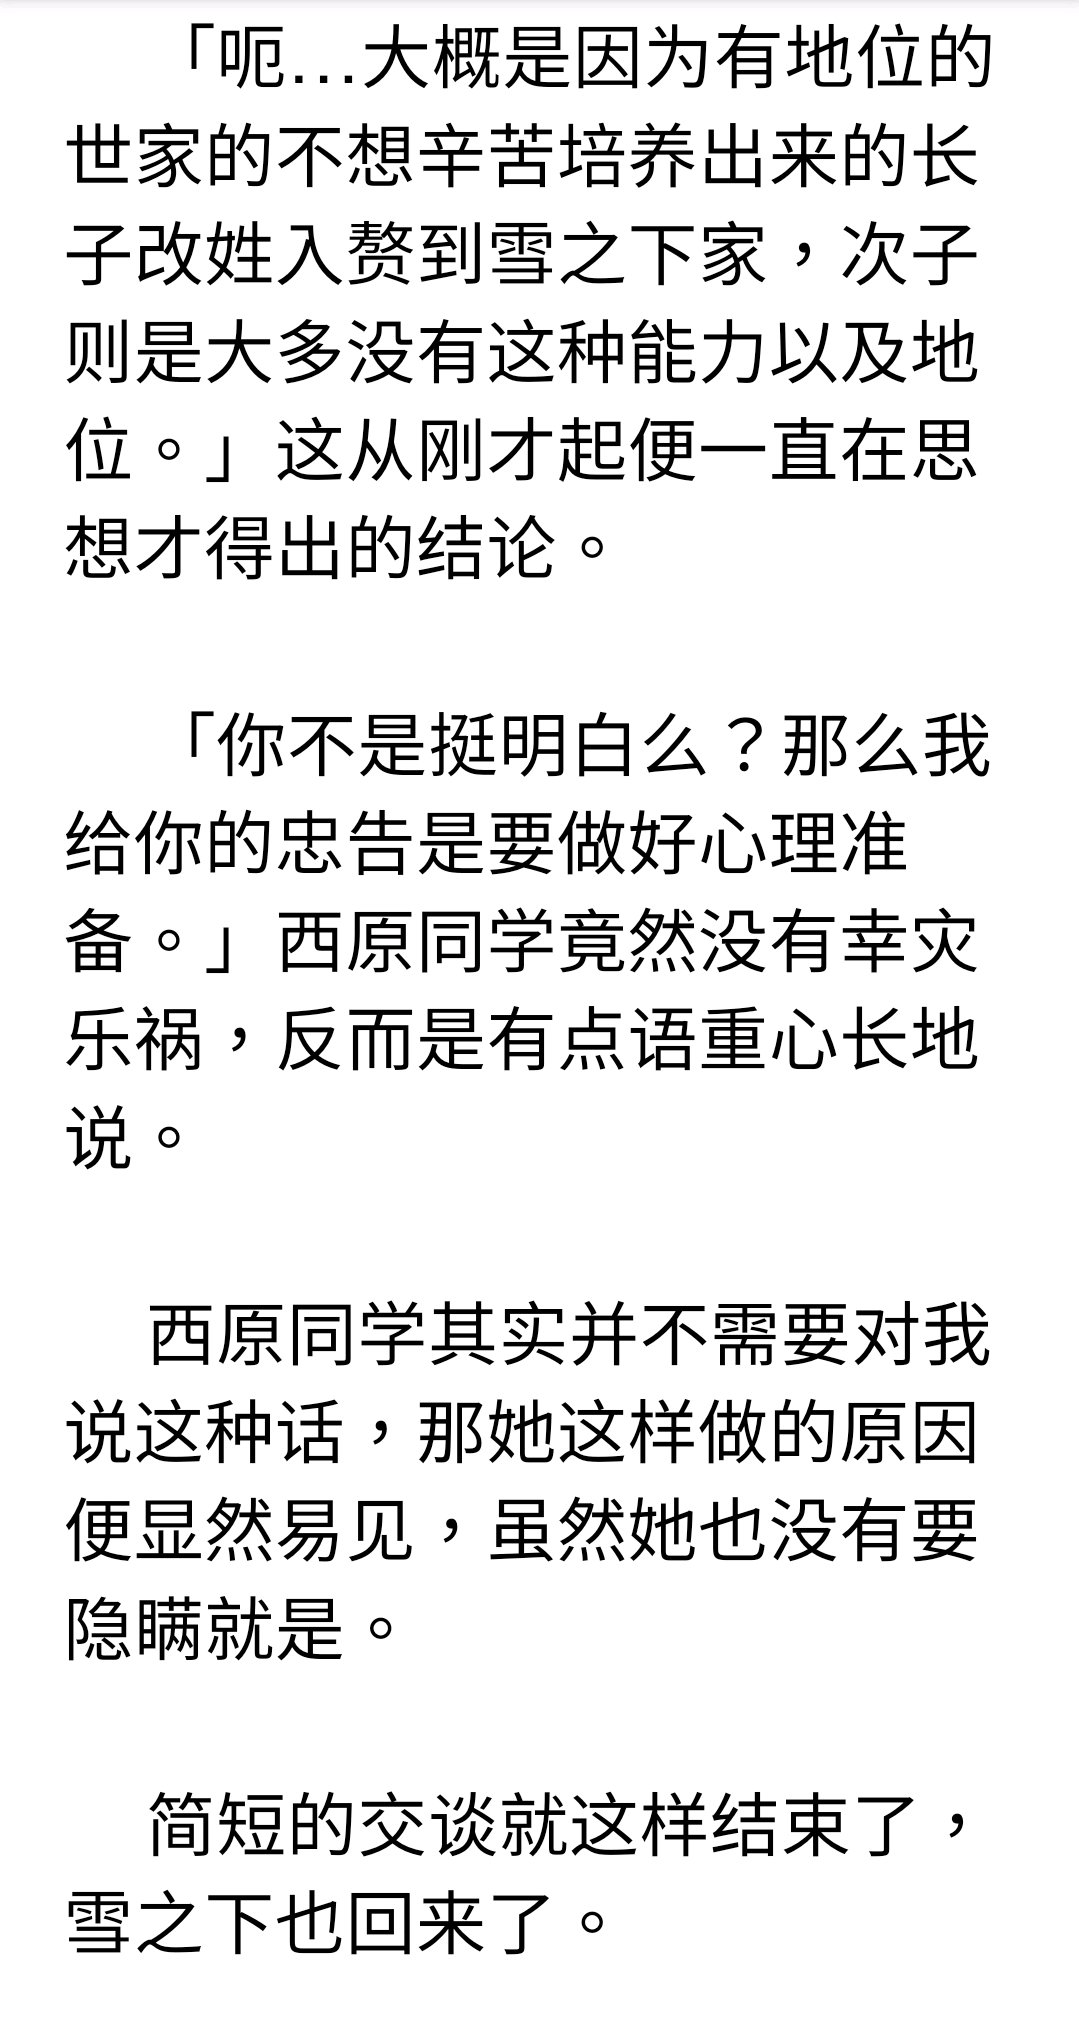 「呃…大概是因为有地位的
世家的不想辛苦培养出来的长
子改姓入赘到雪之下家，次子
则是大多没有这种能力以及地
位。」这从刚才起便一直在思
想才得出的结论。
「你不是挺明白么？那么我
给你的忠告是要做好心理准
备。」西原同学竟然没有幸灾
乐祸，反而是有点语重心长地
说。
西原同学其实并不需要对我
说这种话，那她这样做的原因
便显然易见，虽然她也没有要
隐瞒就是。
简短的交谈就这样结束了，
雪之下也回来了。